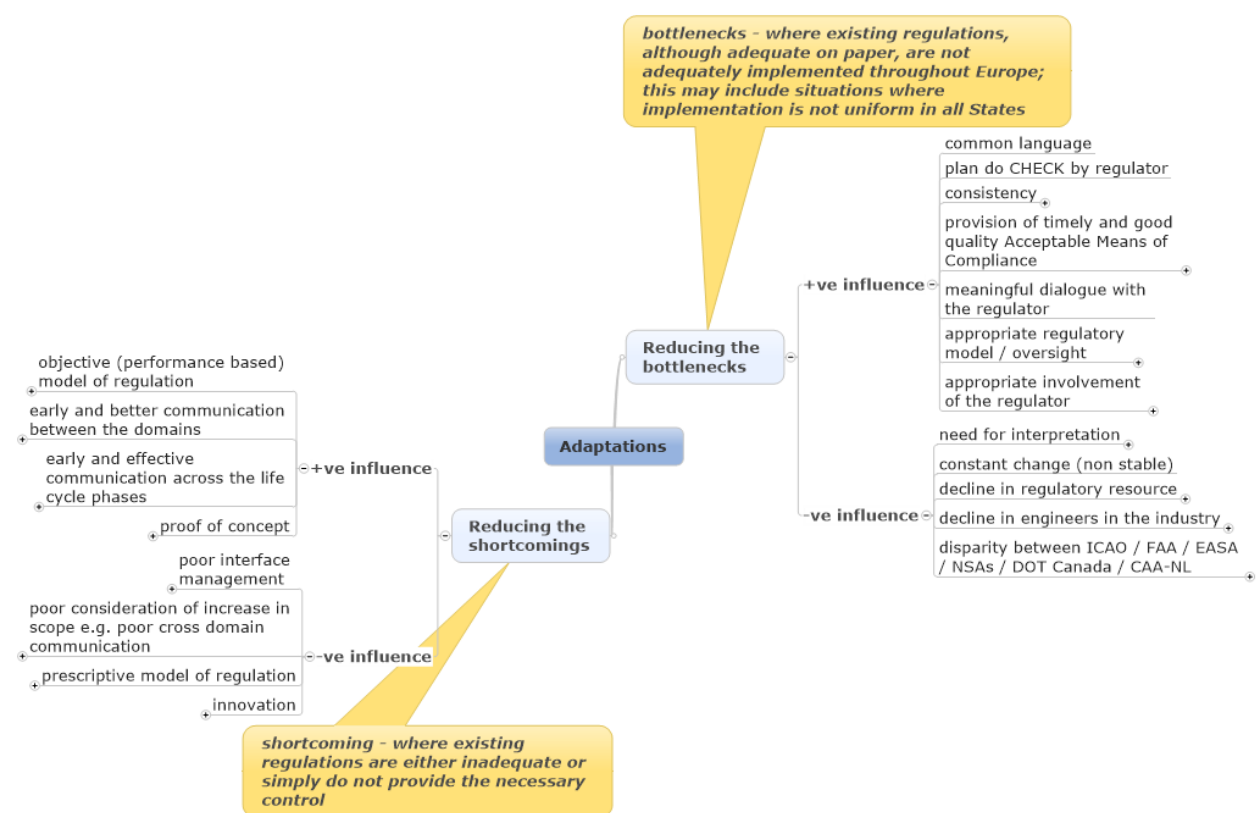 bottlenecks - where existing regulations,
although adequate on paper, are not
adequately implemented throughout Europe;
this may include situations where
implementation is not uniform in all States
common language
plan do CHECK by regulator
consistency
provision of timely and good
quality Acceptable Means of
Compliance
+ve influence
meaningful dialogue with
the regulator
appropriate regulatory
model / oversight
appropriate involvement
of the regulator
Reducing the
bottlenecks
need for interpretation
constant change (non stable)
decline in regulatory resource
-ve influence
decline in engineers in the industry
disparity between ICAO / FAA / EASA
/ NSAs / DOT Canada / CAA-NL
Adaptations
objective (performance based)
model of regulation
early and better communication
between the domains
early and effective
communication across the life
cycle phases
proof of concept
+ve influence
Reducing the
shortcomings
poor interface
management
poor consideration of increase in
scope e.g. poor cross domain
communication
prescriptive model of regulation
innovation
-ve influence
shortcoming - where existing
regulations are either inadequate or
simply do not provide the necessary
control